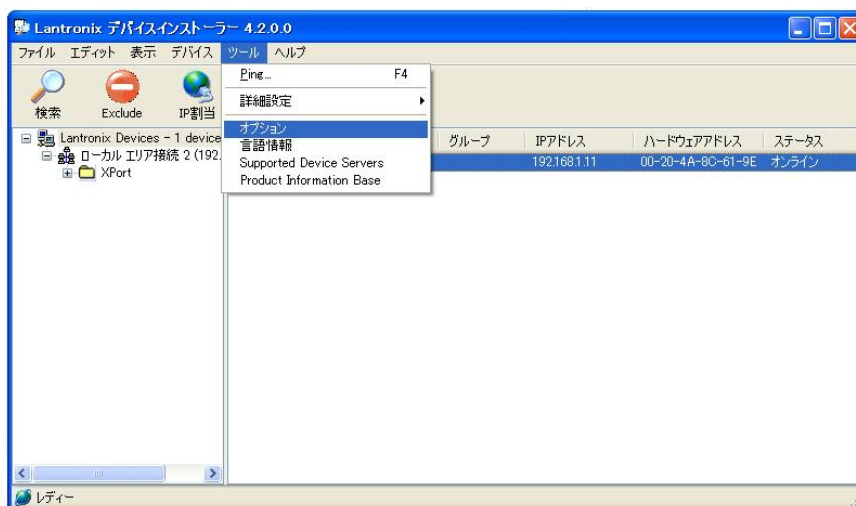 Lantronix デバイスインストーラー 4.2.0.0
ファイル エディット 表示 デバイス ツール ヘルプ
検索 Exclude IP割当
Ping... F4
詳細設定
オプション
言語情報
Supported Device Servers
Product Information Base
Lantronix Devices - 1 device
ローカル エリア接続 2 (192.
XPort
グループ IPアドレス ハードウェアアドレス ステータス
192.168.1.11 00-20-4A-8C-61-9E オンライン
レディー